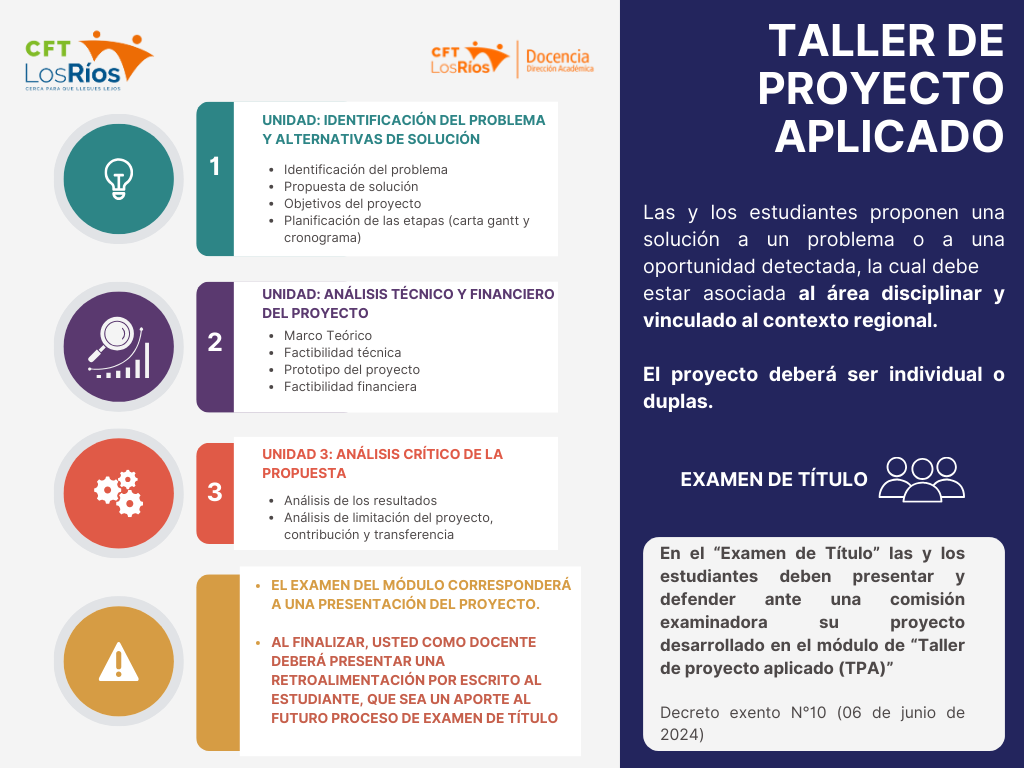 CFT
LosRíos
CERCA PARA QUE LLEGUES LEJOS
CFT
LosRíos
Docencia
Dirección Académica
1
UNIDAD: IDENTIFICACIÓN DEL PROBLEMA
Y ALTERNATIVAS DE SOLUCIÓN
• Identificación del problema
• Propuesta de solución
• Objetivos del proyecto
• Planificación de las etapas (carta gantt y
cronograma)
2
UNIDAD: ANÁLISIS TÉCNICO Y FINANCIERO
DEL PROYECTO
• Marco Teórico
• Factibilidad técnica
• Prototipo del proyecto
• Factibilidad financiera
3
UNIDAD 3: ANÁLISIS CRÍTICO DE LA
PROPUESTA
• Análisis de los resultados
• Análisis de limitación del proyecto,
contribución y transferencia
• EL EXAMEN DEL MÓDULO CORRESPONDERÁ
A UNA PRESENTACIÓN DEL PROYECTO.
• AL FINALIZAR, USTED COMO DOCENTE
DEBERÁ PRESENTAR UNA
RETROALIMENTACIÓN POR ESCRITO AL
ESTUDIANTE, QUE SEA UN APORTE AL
FUTURO PROCESO DE EXAMEN DE TÍTULO
TALLER DE
PROYECTO
APLICADO
Las y los estudiantes proponen una
solución a un problema o a una
oportunidad detectada, la cual debe
estar asociada al área disciplinar y
vinculado al contexto regional.
El proyecto deberá ser individual o
duplas.
EXAMEN DE TÍTULO
En el “Examen de Título” las y los
estudiantes deben presentar y
defender ante una comisión
examinadora su proyecto
desarrollado en el módulo de “Taller
de proyecto aplicado (TPA)”
Decreto exento N°10 (06 de junio de
2024)